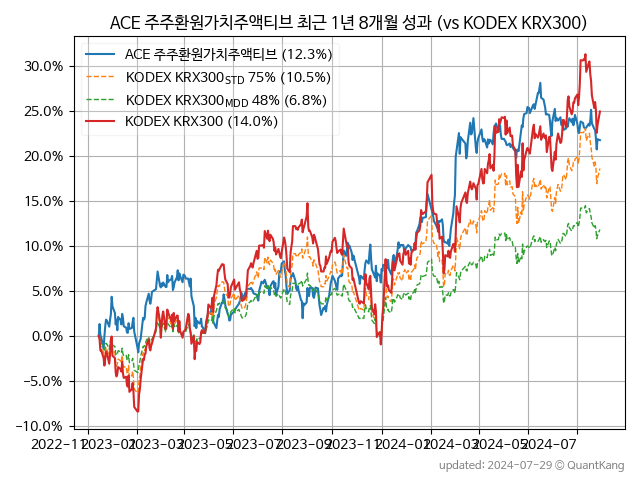 ACE 주주환원가치주액티브 최근 1년 8개월 성과 (vs KODEX KRX300)
ACE 주주환원가치주액티브 (12.3%)
KODEX KRX300STD 75% (10.5%)
KODEX KRX300MDD 48% (6.8%)
KODEX KRX300 (14.0%)
30.0%
25.0%
20.0%
15.0%
10.0%
5.0%
0.0%
−5.0%
−10.0%
2022-11 2023-01 2023-03 2023-05 2023-07 2023-09 2023-11 2024-01 2024-03 2024-05 2024-07
updated: 2024-07-29 © QuantKang